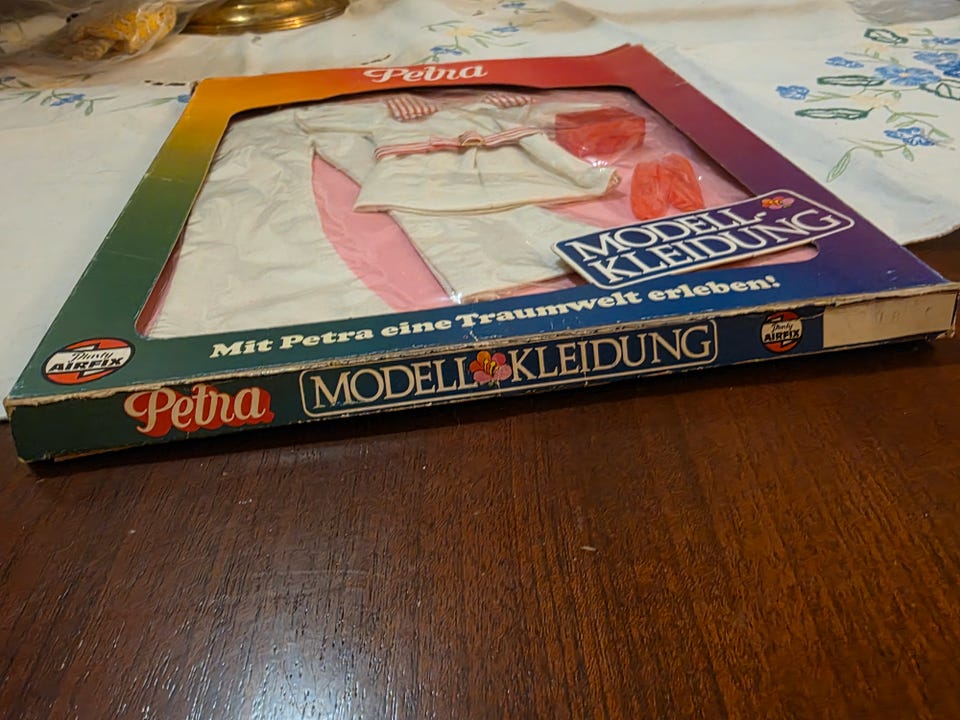 Petra
MODELL-
KLEIDUNG
Mit Petra eine Traumwelt erleben!
Plasty
AIRFIX
Petra MODELL KLEIDUNG
Plasty
AIRFIX